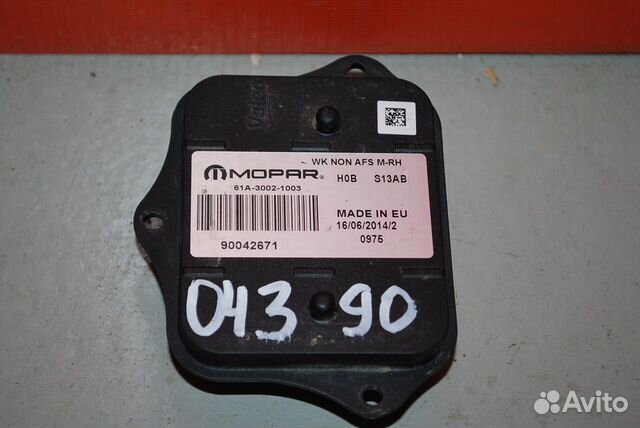 Valeo
WK NON AFS M-RH
MOPAR®
H0B S13AB
61A-3002-1003
MADE IN EU
16/06/2014/2
90042671
0975
043 90
Avito